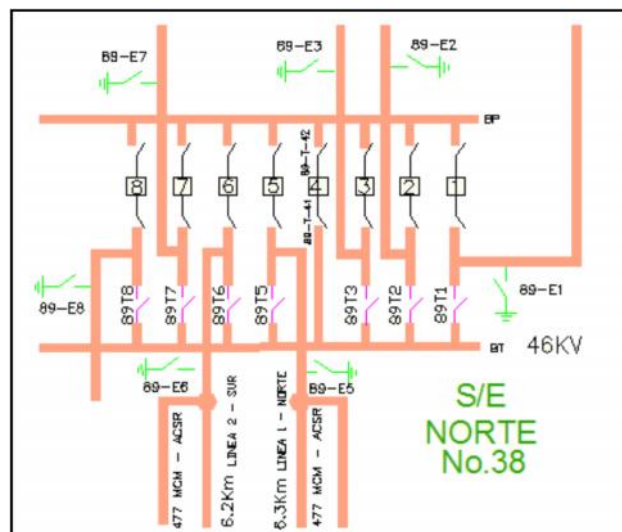 89-E7
89-E3
89-E2
BP
89-T-42
8
7
6
5
4
3
2
1
89-T-41
89-E8
89T8
89T7
89T6
89T5
89T3
89T2
89T1
89-E1
BT
46KV
89-E6
89-E5
477 MCM - ACSR
6.2Km LINEA 2 - SUR
6.3Km LINEA 1 - NORTE
477 MCM - ACSR
S/E
NORTE
No.38